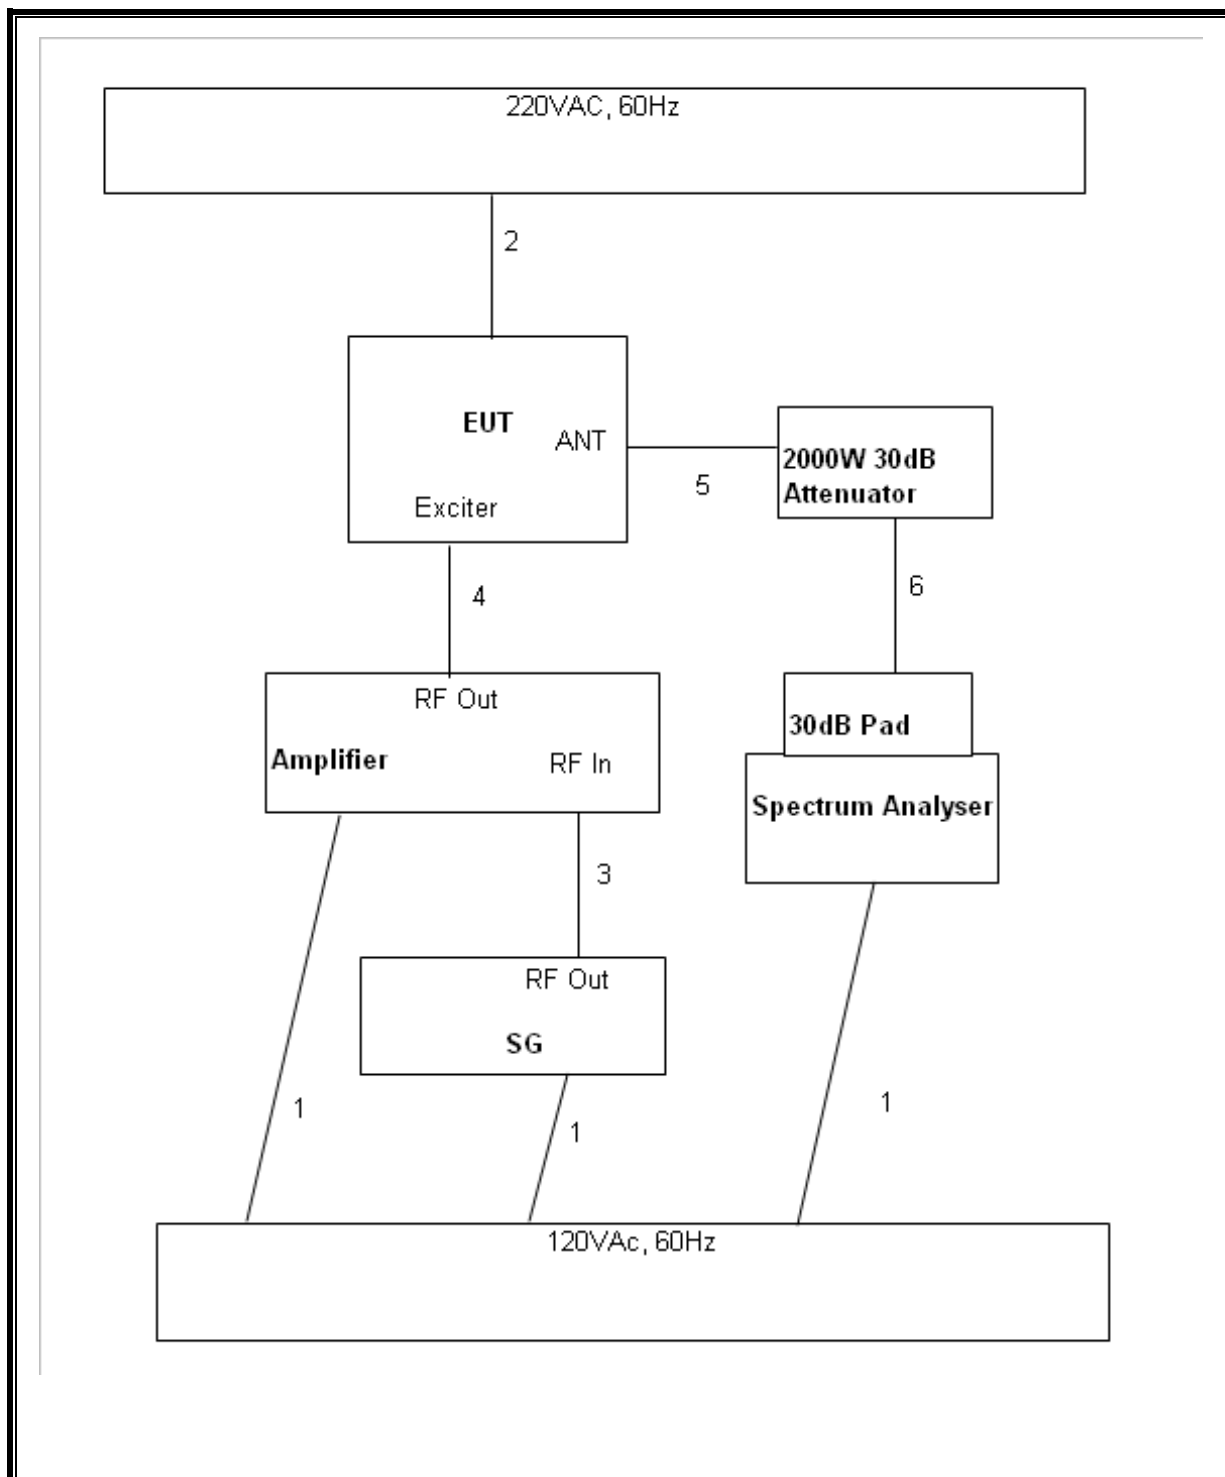 220VAC, 60Hz
2
EUT
ANT
Exciter
5
2000W 30dB
Attenuator
4
6
RF Out
Amplifier
RF In
30dB Pad
Spectrum Analyser
3
RF Out
SG
1
1
1
120VAc, 60Hz